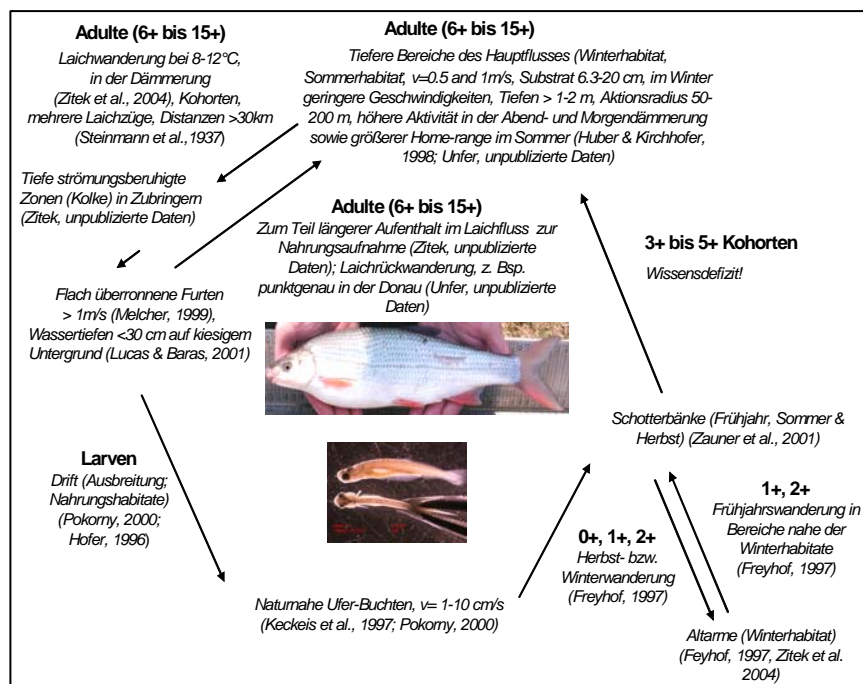 Adulte (6+ bis 15+)
Laichwanderung bei 8-12°C,
in der Dämmerung
(Zitek et al., 2004), Kohorten,
mehrere Laichzüge, Distanzen >30km
(Steinmann et al.,1937)
Adulte (6+ bis 15+)
Tiefere Bereiche des Hauptflusses (Winterhabitat,
Sommerhabitat; v=0.5 and 1m/s, Substrat 6.3-20 cm, im Winter
geringere Geschwindigkeiten, Tiefen > 1-2 m, Aktionsradius 50-
200 m, höhere Aktivität in der Abend- und Morgendämmerung
sowie größerer Home-range im Sommer (Huber & Kirchhofer,
1998; Unfer, unpublizierte Daten)
Tiefe strömungsberuhigte
Zonen (Kolke) in Zubringern
(Zitek, unpublizierte Daten)
Adulte (6+ bis 15+)
Zum Teil längerer Aufenthalt im Laichfluss zur
Nahrungsaufnahme (Zitek, unpublizierte
Daten); Laichrückwanderung, z. Bsp.
punktgenau in der Donau (Unfer, unpublizierte
Daten)
3+ bis 5+ Kohorten
Wissensdefizit!
Flach überronnene Furten
> 1m/s (Melcher, 1999),
Wassertiefen <30 cm auf kiesigem
Untergrund (Lucas & Baras, 2001)
Schotterbänke (Frühjahr, Sommer &
Herbst) (Zauner et al., 2001)
Larven
Drift (Ausbreitung;
Nahrungshabitate)
(Pokorny, 2000;
Hofer, 1996)
1+, 2+
Frühjahrswanderung in
Bereiche nahe der
Winterhabitate
(Freyhof, 1997)
0+, 1+, 2+
Herbst- bzw.
Winterwanderung
(Freyhof, 1997)
Naturnahe Ufer-Buchten, v= 1-10 cm/s
(Keckeis et al., 1997; Pokorny, 2000)
Altarme (Winterhabitat)
(Feyhof, 1997, Zitek et al.
2004)